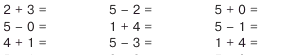 2 + 3 = 5 − 2 = 5 + 0 =
5 − 0 = 1 + 4 = 5 − 1 =
4 + 1 = 5 − 3 = 1 + 4 =